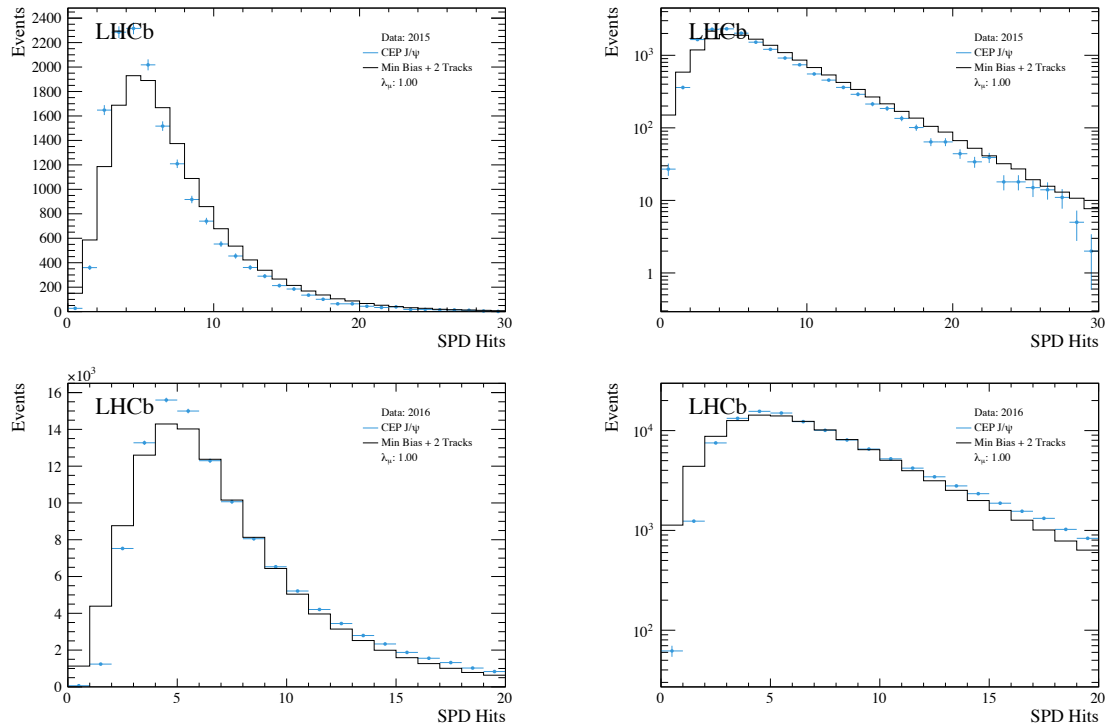 Events
2400
2200
2000
1800
1600
1400
1200
1000
800
600
400
200
0
LHCb
Data: 2015
CEP J/ψ
Min Bias + 2 Tracks
λμ: 1.00
0 10 20 30
SPD Hits
Events
10³
10²
10
1
LHCb
Data: 2015
CEP J/ψ
Min Bias + 2 Tracks
λμ: 1.00
0 10 20 30
SPD Hits
Events
×10³
16
14
12
10
8
6
4
2
0
LHCb
Data: 2016
CEP J/ψ
Min Bias + 2 Tracks
λμ: 1.00
0 5 10 15 20
SPD Hits
Events
10⁴
10³
10²
LHCb
Data: 2016
CEP J/ψ
Min Bias + 2 Tracks
λμ: 1.00
0 5 10 15 20
SPD Hits